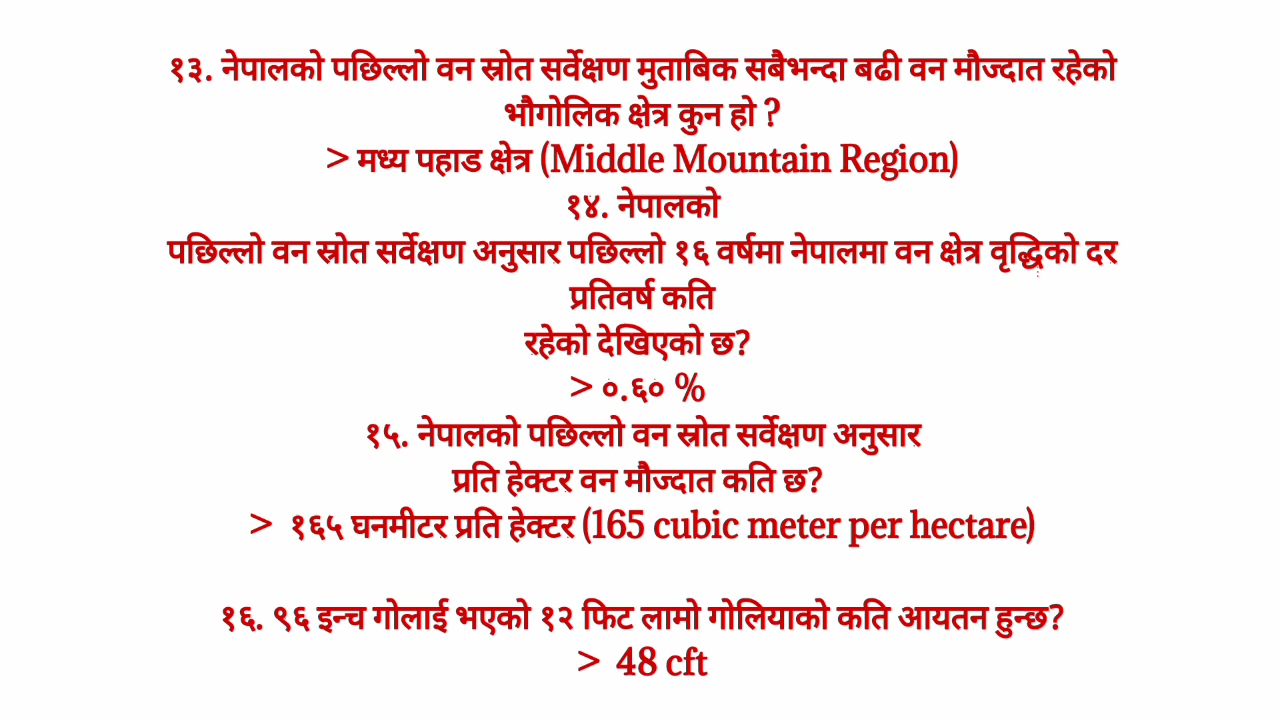 १३. नेपालको पछिल्लो वन स्रोत सर्वेक्षण मुताबिक सबैभन्दा बढी वन मौज्दात रहेको
भौगोलिक क्षेत्र कुन हो ?
> मध्य पहाड क्षेत्र (Middle Mountain Region)
१४. नेपालको
पछिल्लो वन स्रोत सर्वेक्षण अनुसार पछिल्लो १६ वर्षमा नेपालमा वन क्षेत्र वृद्धिको दर
प्रतिवर्ष कति
रहेको देखिएको छ?
> ०.६० %
१५. नेपालको पछिल्लो वन स्रोत सर्वेक्षण अनुसार
प्रति हेक्टर वन मौज्दात कति छ?
> १६५ घनमीटर प्रति हेक्टर (165 cubic meter per hectare)
१६. ९६ इन्च गोलाई भएको १२ फिट लामो गोलियाको कति आयतन हुन्छ?
> 48 cft